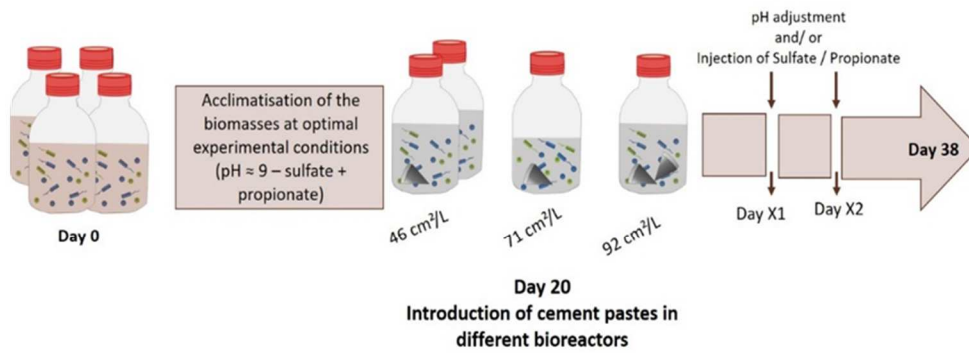 pH adjustment
and/ or
Injection of Sulfate / Propionate
Acclimatisation of the
biomasses at optimal
experimental conditions
(pH ≈ 9 – sulfate +
propionate)
Day 38
Day 0
46 cm²/L
71 cm²/L
92 cm²/L
Day X1
Day X2
Day 20
Introduction of cement pastes in
different bioreactors